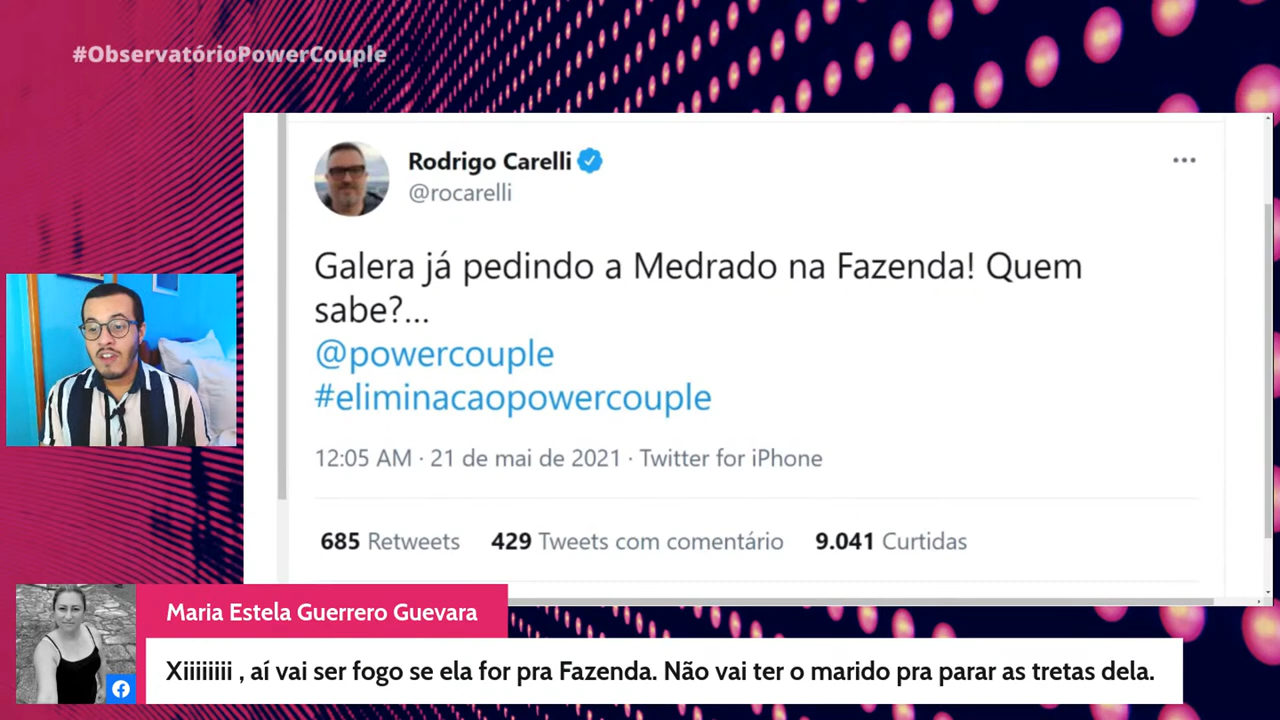 #ObservatórioPowerCouple
Rodrigo Carelli
@rocarelli
Galera já pedindo a Medrado na Fazenda! Quem
sabe?...
@powercouple
#eliminacaopowercouple
12:05 AM · 21 de mai de 2021 · Twitter for iPhone
685 Retweets 429 Tweets com comentário 9.041 Curtidas
Maria Estela Guerrero Guevara
Xiiiiiiii , aí vai ser fogo se ela for pra Fazenda. Não vai ter o marido pra parar as tretas dela.